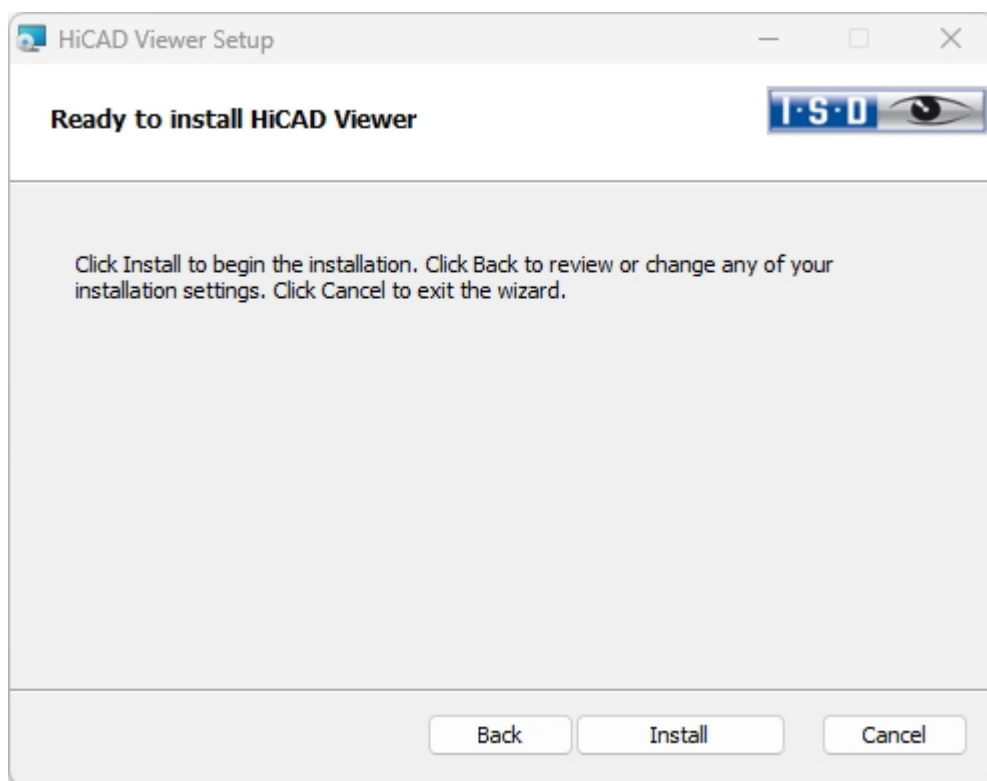 HiCAD Viewer Setup
Ready to install HiCAD Viewer
I·S·D
Click Install to begin the installation. Click Back to review or change any of your
installation settings. Click Cancel to exit the wizard.
Back Install Cancel